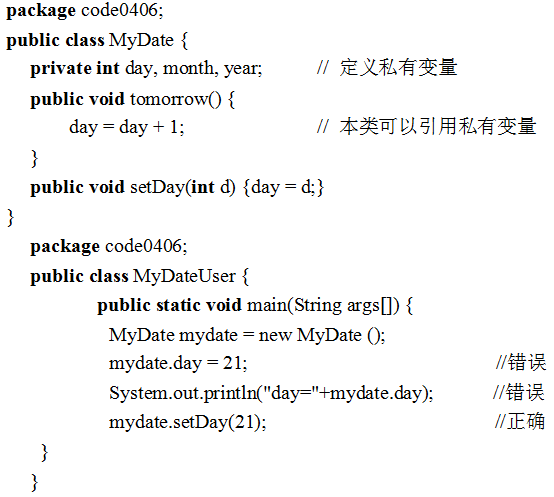 package code0406;
public class MyDate {
private int day, month, year; // 定义私有变量
public void tomorrow() {
day = day + 1; // 本类可以引用私有变量
}
public void setDay(int d) {day = d;}
}
package code0406;
public class MyDateUser {
public static void main(String args[]) {
MyDate mydate = new MyDate ();
mydate.day = 21; //错误
System.out.println("day="+mydate.day); //错误
mydate.setDay(21); //正确
}
}